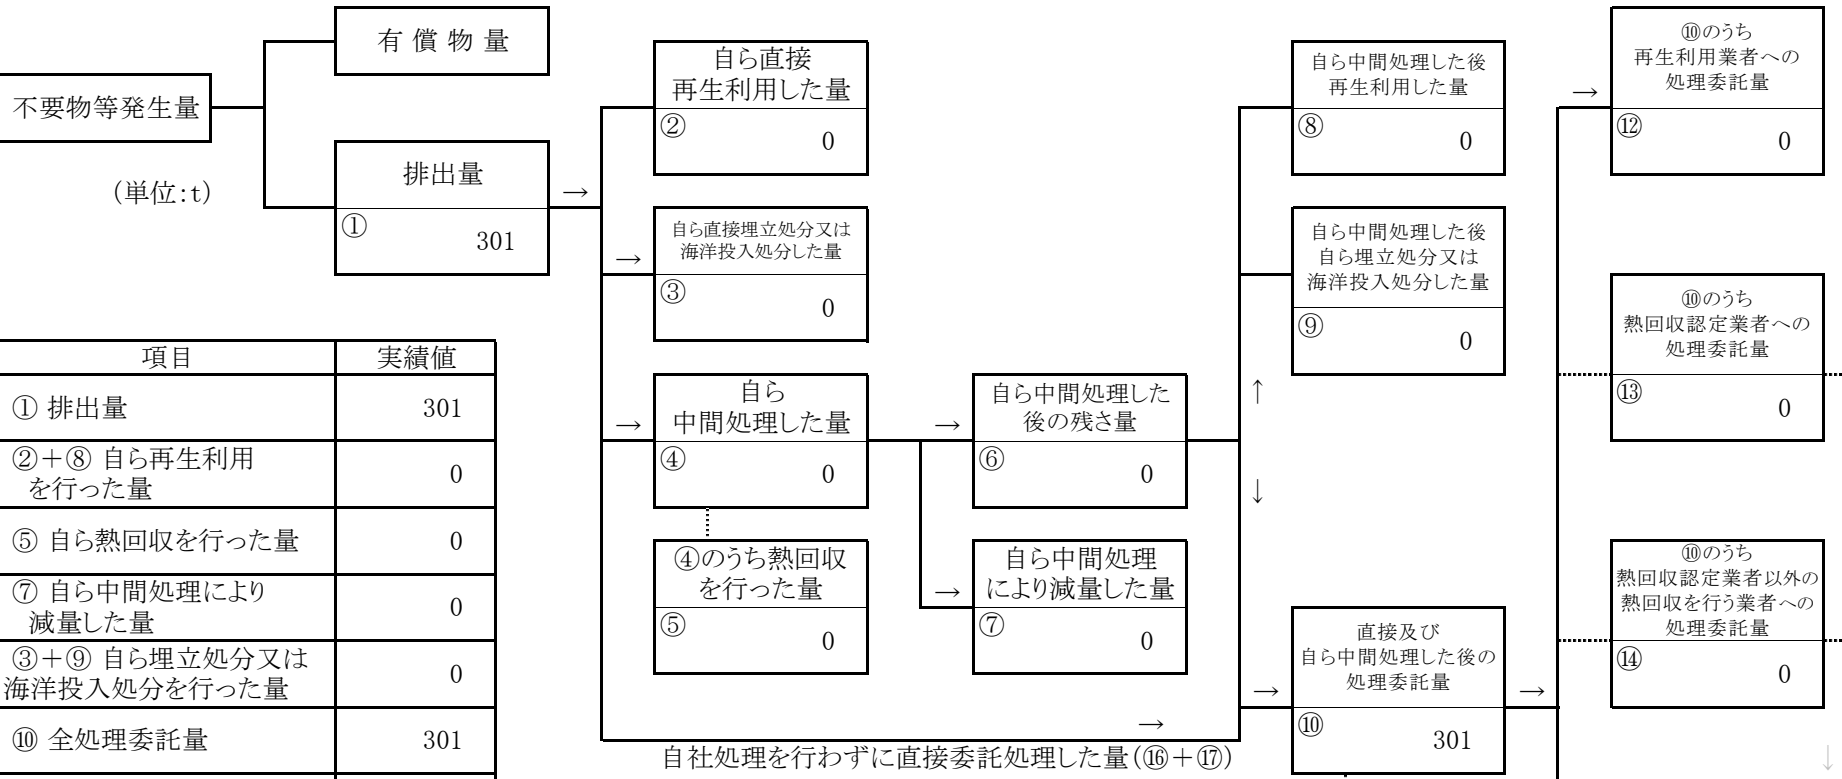 有 償 物 量
不要物等発生量
(単位:t)
排出量
①
301
→
自ら直接
再生利用した量
②
0
→
自ら直接埋立処分又は
海洋投入処分した量
③
0
→
自ら
中間処理した量
④
0
④のうち熱回収
を行った量
⑤
0
→
自ら中間処理した
後の残さ量
⑥
0
→
自ら中間処理
により減量した量
⑦
0
→
自社処理を行わずに直接委託処理した量(⑯+⑰)
自ら中間処理した後
再生利用した量
⑧
0
自ら中間処理した後
自ら埋立処分又は
海洋投入処分した量
⑨
0
↑
↓
→
直接及び
自ら中間処理した後の
処理委託量
⑩
301
→
→
⑩のうち
再生利用業者への
処理委託量
⑫
0
⑩のうち
熱回収認定業者への
処理委託量
⑬
0
⑩のうち
熱回収認定業者以外の
熱回収を行う業者への
処理委託量
⑭
0
↓
項目 実績値
① 排出量 301
②+⑧ 自ら再生利用
を行った量 0
⑤ 自ら熱回収を行った量 0
⑦ 自ら中間処理により
減量した量 0
③+⑨ 自ら埋立処分又は
海洋投入処分を行った量 0
⑩ 全処理委託量 301